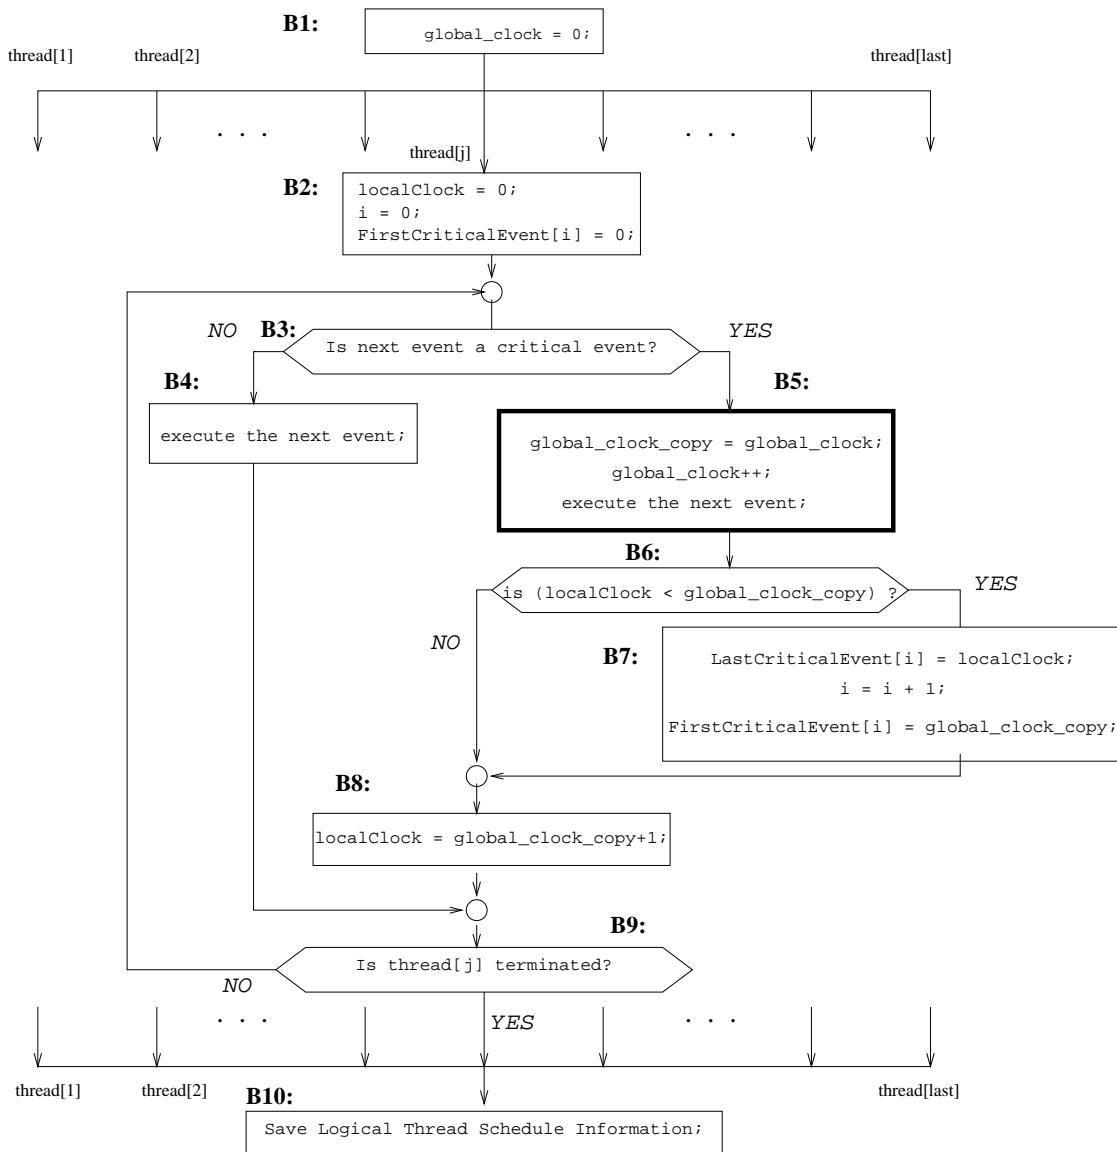 B1:
global_clock = 0;
thread[1]
thread[2]
thread[last]
. . .
. . .
thread[j]
B2:
localClock = 0;
i = 0;
FirstCriticalEvent[i] = 0;
NO
B3:
YES
Is next event a critical event?
B4:
B5:
execute the next event;
global_clock_copy = global_clock;
global_clock++;
execute the next event;
B6:
is (localClock < global_clock_copy) ?
YES
NO
B7:
LastCriticalEvent[i] = localClock;
i = i + 1;
FirstCriticalEvent[i] = global_clock_copy;
B8:
localClock = global_clock_copy+1;
B9:
Is thread[j] terminated?
NO
. . .
YES
. . .
thread[1]
thread[2]
thread[last]
B10:
Save Logical Thread Schedule Information;